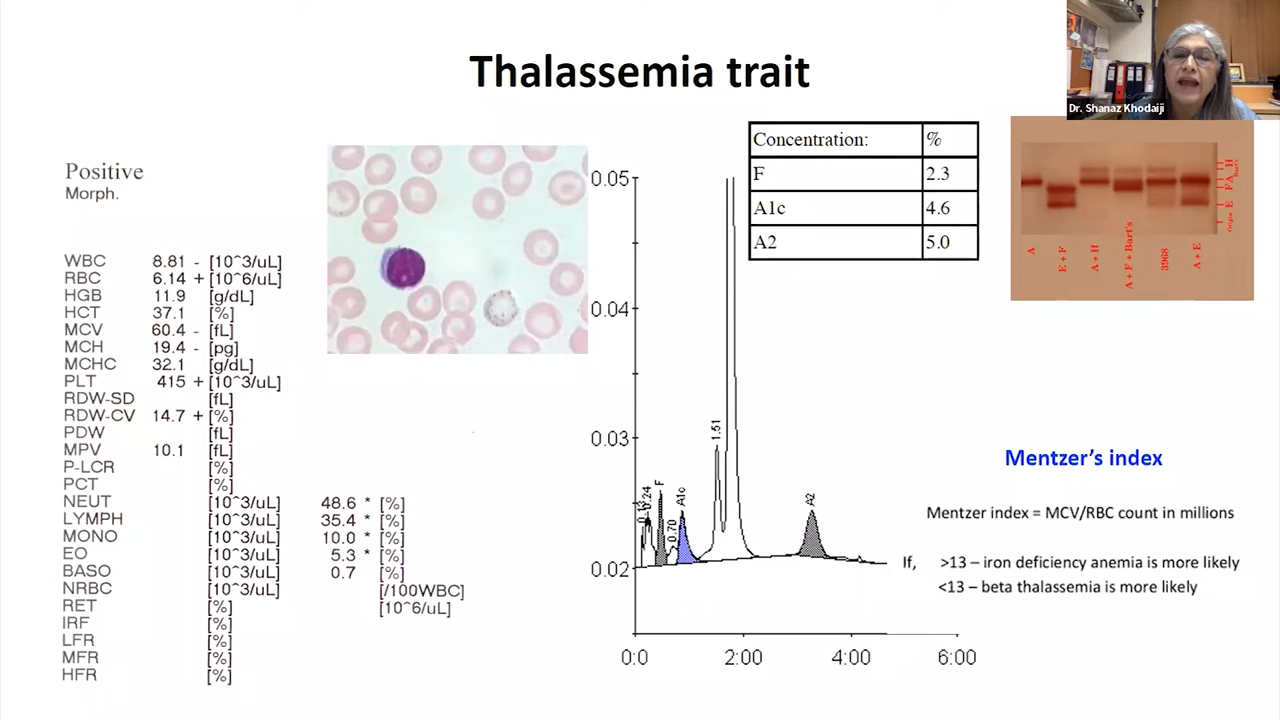 Thalassemia trait
Dr. Shanaz Khodaiji
Positive
Morph.
WBC 8.81 - [10^3/uL]
RBC 6.14 + [10^6/uL]
HGB 11.9 [g/dL]
HCT 37.1 [%]
MCV 60.4 - [fL]
MCH 19.4 - [pg]
MCHC 32.1 [g/dL]
PLT 415 + [10^3/uL]
RDW-SD [fL]
RDW-CV 14.7 + [%]
PDW [fL]
MPV 10.1 [fL]
P-LCR [%]
PCT [%]
NEUT [10^3/uL] 48.6 * [%]
LYMPH [10^3/uL] 35.4 * [%]
MONO [10^3/uL] 10.0 * [%]
EO [10^3/uL] 5.3 * [%]
BASO [10^3/uL] 0.7 [%]
NRBC [10^3/uL] [/100WBC]
RET [%] [10^6/uL]
IRF [%]
LFR [%]
MFR [%]
HFR [%]
Concentration: %
F 2.3
A1c 4.6
A2 5.0
0.05
0.04
0.03
0.02
0.24
F
0.70
A1c
1.51
A2
0:0 2:00 4:00 6:00
A
E + F
A + H
A + F + Bart's
3968
A + E
Mentzer's index
Mentzer index = MCV/RBC count in millions
If, >13 – iron deficiency anemia is more likely
<13 – beta thalassemia is more likely